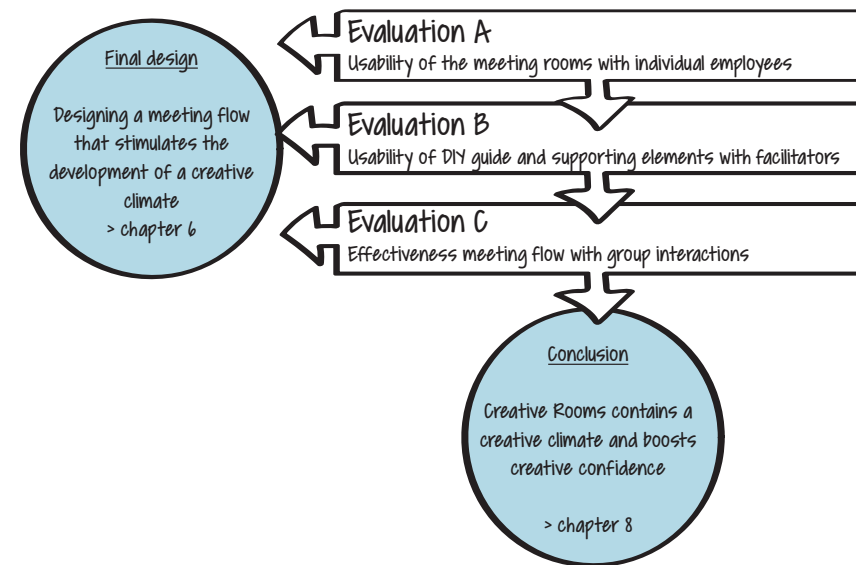 Final design
Designing a meeting flow
that stimulates the
development of a creative
climate
> chapter 6
Evaluation A
Usability of the meeting rooms with individual employees
Evaluation B
Usability of DIY guide and supporting elements with facilitators
Evaluation C
Effectiveness meeting flow with group interactions
Conclusion
Creative Rooms contains a
creative climate and boosts
creative confidence
> chapter 8